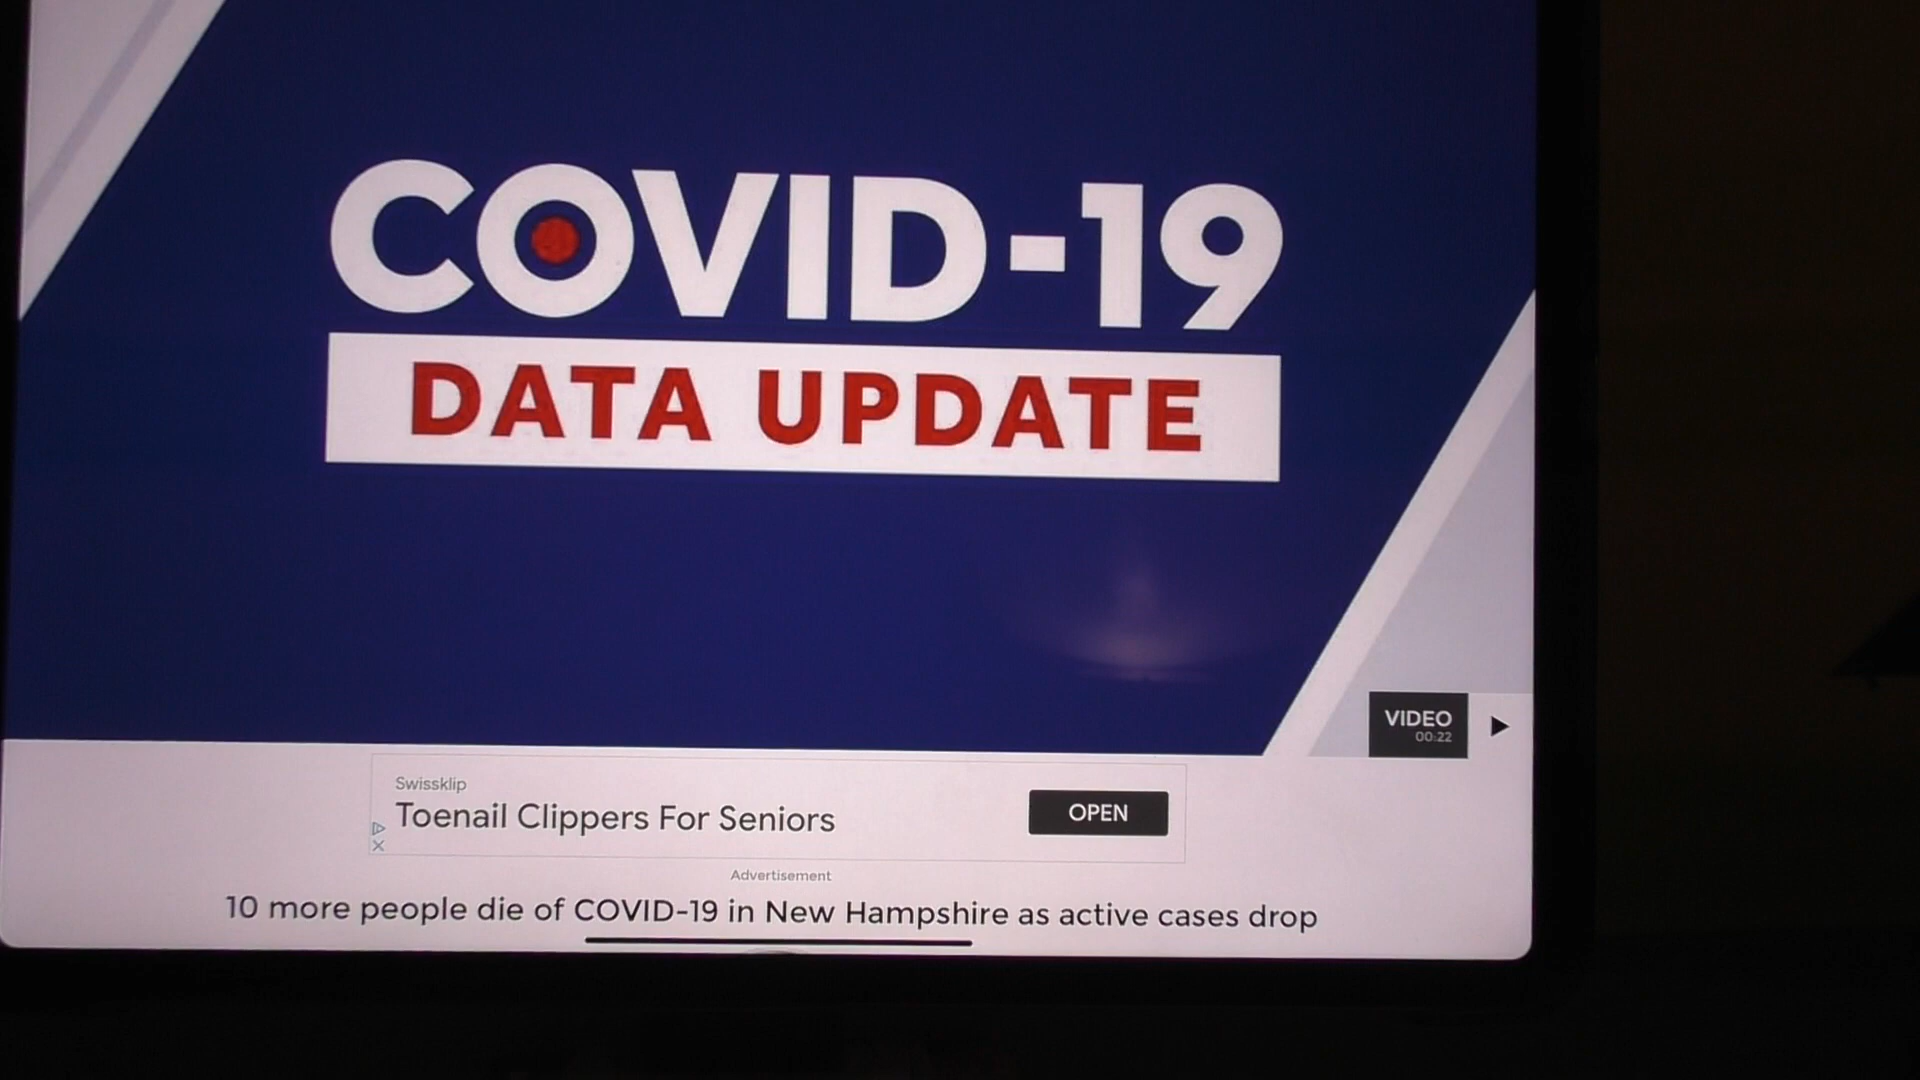 COVID-19
DATA UPDATE
VIDEO
00:22
Swissklip
Toenail Clippers For Seniors
OPEN
Advertisement
10 more people die of COVID-19 in New Hampshire as active cases drop